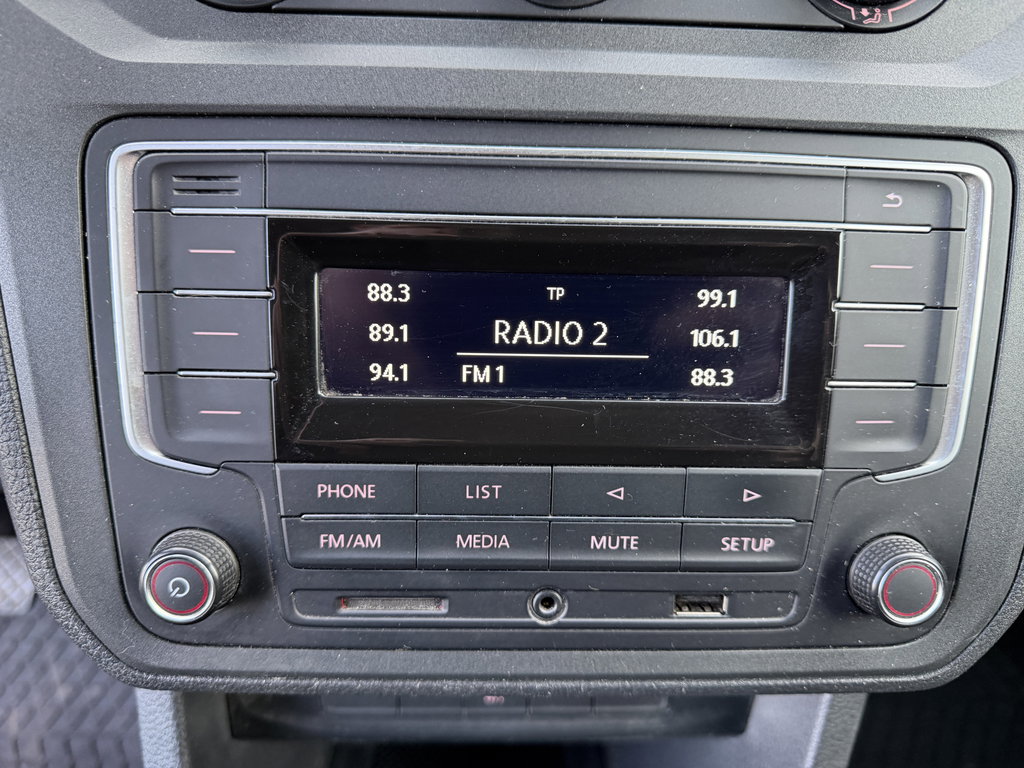 88.3 TP 99.1
89.1 RADIO 2 106.1
94.1 FM 1 88.3
PHONE LIST
FM/AM MEDIA MUTE SETUP